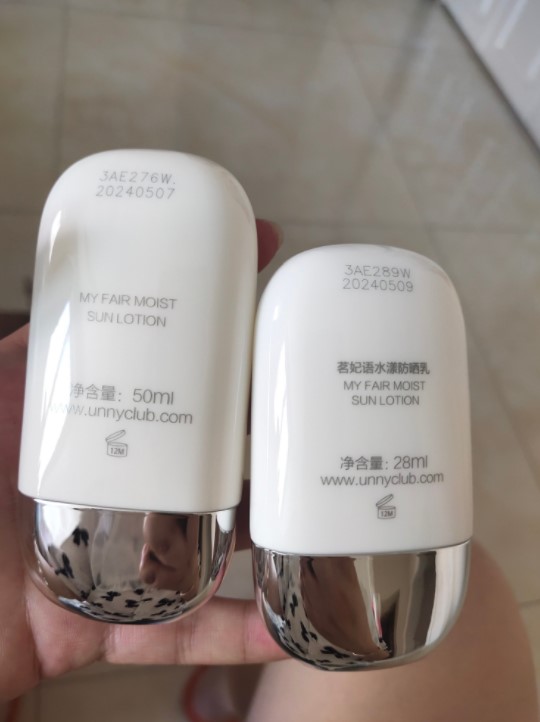 3AE276W.
20240507
MY FAIR MOIST
SUN LOTION
净含量：50ml
www.unnyclub.com
12M
3AE289W
20240509
茗妃语水漾防晒乳
MY FAIR MOIST
SUN LOTION
净含量：28ml
www.unnyclub.com
12M